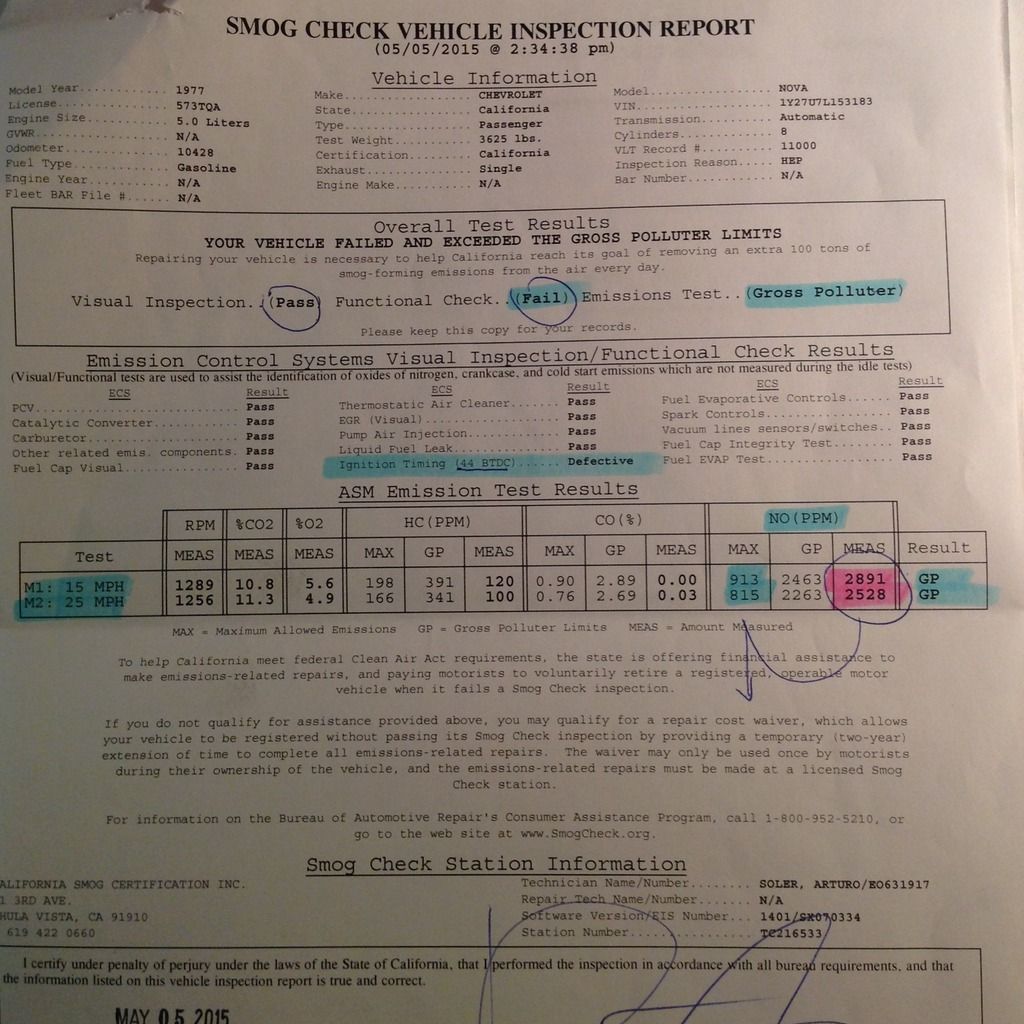 SMOG CHECK VEHICLE INSPECTION REPORT
(05/05/2015 @ 2:34:38 pm)
Vehicle Information
Model Year........... 1977
License.............. 573TQA
Engine Size.......... 5.0 Liters
GVWR................. N/A
Odometer............. 10428
Fuel Type............ Gasoline
Engine Year.......... N/A
Fleet BAR File #...... N/A
Make................. CHEVROLET
State................ California
Type................. Passenger
Test Weight.......... 3625 lbs.
Certification........ California
Exhaust.............. Single
Engine Make.......... N/A
Model................ NOVA
VIN.................. 1Y27U7L153183
Transmission......... Automatic
Cylinders............ 8
VLT Record #......... 11000
Inspection Reason.... HEP
Bar Number........... N/A
Overall Test Results
YOUR VEHICLE FAILED AND EXCEEDED THE GROSS POLLUTER LIMITS
Repairing your vehicle is necessary to help California reach its goal of removing an extra 100 tons of
smog-forming emissions from the air every day.
Visual Inspection..(Pass) Functional Check..(Fail) Emissions Test..(Gross Polluter)
Please keep this copy for your records.
Emission Control Systems Visual Inspection/Functional Check Results
(Visual/Functional tests are used to assist the identification of oxides of nitrogen, crankcase, and cold start emissions which are not measured during the idle tests)
ECS Result
PCV.......................... Pass
Catalytic Converter.......... Pass
Carburetor................... Pass
Other related emis. components. Pass
Fuel Cap Visual.............. Pass
ECS Result
Thermostatic Air Cleaner....... Pass
EGR (Visual)................... Pass
Pump Air Injection............. Pass
Liquid Fuel Leak............... Pass
Ignition Timing (44 BTDC)...... Defective
ECS Result
Fuel Evaporative Controls...... Pass
Spark Controls................. Pass
Vacuum lines sensors/switches.. Pass
Fuel Cap Integrity Test........ Pass
Fuel EVAP Test................. Pass
ASM Emission Test Results
RPM %CO2 %O2 HC(PPM) CO(%) NO(PPM)
Test MEAS MEAS MEAS MAX GP MEAS MAX GP MEAS MAX GP MEAS Result
M1: 15 MPH 1289 10.8 5.6 198 391 120 0.90 2.89 0.00 913 2463 2891 GP
M2: 25 MPH 1256 11.3 4.9 166 341 100 0.76 2.69 0.03 815 2263 2528 GP
MAX = Maximum Allowed Emissions GP = Gross Polluter Limits MEAS = Amount Measured
To help California meet federal Clean Air Act requirements, the state is offering financial assistance to
make emissions-related repairs, and paying motorists to voluntarily retire a registered, operable motor
vehicle when it fails a Smog Check inspection.
If you do not qualify for assistance provided above, you may qualify for a repair cost waiver, which allows
your vehicle to be registered without passing its Smog Check inspection by providing a temporary (two-year)
extension of time to complete all emissions-related repairs. The waiver may only be used once by motorists
during their ownership of the vehicle, and the emissions-related repairs must be made at a licensed Smog
Check station.
For information on the Bureau of Automotive Repair's Consumer Assistance Program, call 1-800-952-5210, or
go to the web site at www.SmogCheck.org.
Smog Check Station Information
ALIFORNIA SMOG CERTIFICATION INC.
1 3RD AVE.
HULA VISTA, CA 91910
619 422 0660
Technician Name/Number........ SOLER, ARTURO/EO631917
Repair Tech Name/Number....... N/A
Software Version/EIS Number... 1401/SX070334
Station Number................ TC216533
I certify under penalty of perjury under the laws of the State of California, that I performed the inspection in accordance with all bureau requirements, and that
the information listed on this vehicle inspection report is true and correct.
MAY 05 2015